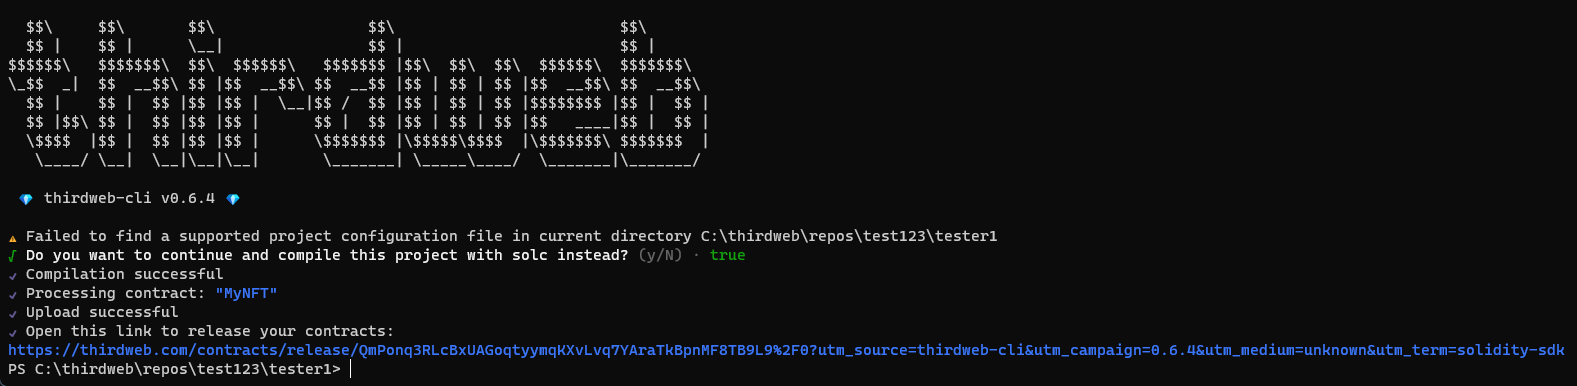 $$\     $$\       $$\                 $$\                         $$\
  $$ |    $$ |      \__|                $$ |                        $$ |
$$$$$$\   $$$$$$$\  $$\  $$$$$$\   $$$$$$$ |$$\  $$\  $$\  $$$$$$\  $$$$$$$\
\_$$  _|  $$  __$$\ $$ |$$  __$$\ $$  __$$ |$$ | $$ | $$ |$$  __$$\ $$  __$$\
  $$ |    $$ |  $$ |$$ |$$ |  \__|$$ /  $$ |$$ | $$ | $$ |$$$$$$$$ |$$ |  $$ |
  $$ |$$\ $$ |  $$ |$$ |$$ |      $$ |  $$ |$$ | $$ | $$ |$$   ____|$$ |  $$ |
  \$$$$  |$$ |  $$ |$$ |$$ |      \$$$$$$$ |\$$$$$\$$$$  |\$$$$$$$\ $$$$$$$  |
   \____/ \__|  \__|\__|\__|       \_______| \_____\____/  \_______|\_______/
💎 thirdweb-cli v0.6.4 💎
⚠ Failed to find a supported project configuration file in current directory C:\thirdweb\repos\test123\tester1
√ Do you want to continue and compile this project with solc instead? (y/N) · true
✔ Compilation successful
✔ Processing contract: "MyNFT"
✔ Upload successful
✔ Open this link to release your contracts:
https://thirdweb.com/contracts/release/QmPonq3RLcBxUAGoqtyymqKXvLvq7YAraTkBpnMF8TB9L9%2F0?utm_source=thirdweb-cli&utm_campaign=0.6.4&utm_medium=unknown&utm_term=solidity-sdk
PS C:\thirdweb\repos\test123\tester1>